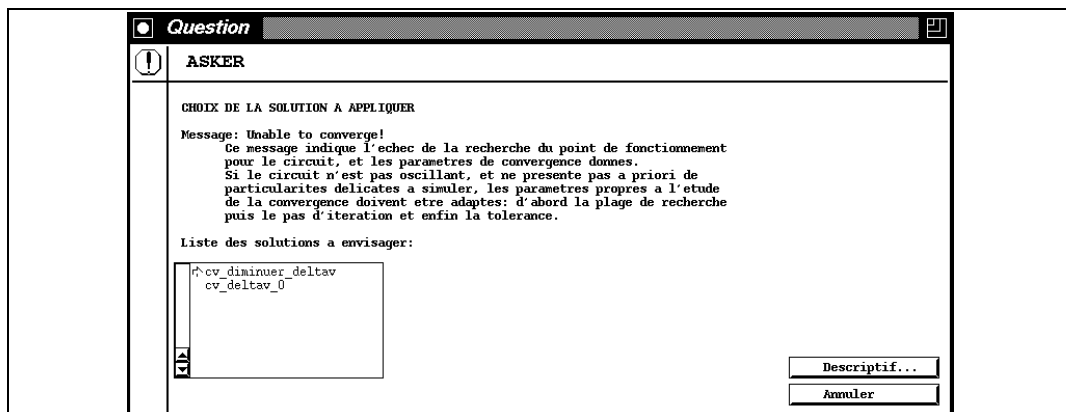 Question
ASKER
CHOIX DE LA SOLUTION A APPLIQUER
Message: Unable to converge!
Ce message indique l'echec de la recherche du point de fonctionnement
pour le circuit, et les parametres de convergence donnes.
Si le circuit n'est pas oscillant, et ne presente pas a priori de
particularites delicates a simuler, les parametres propres a l'etude
de la convergence doivent etre adaptes: d'abord la plage de recherche
puis le pas d'iteration et enfin la tolerance.
Liste des solutions a envisager:
cv_diminuer_deltav
cv_deltav_0
Descriptif...
Annuler